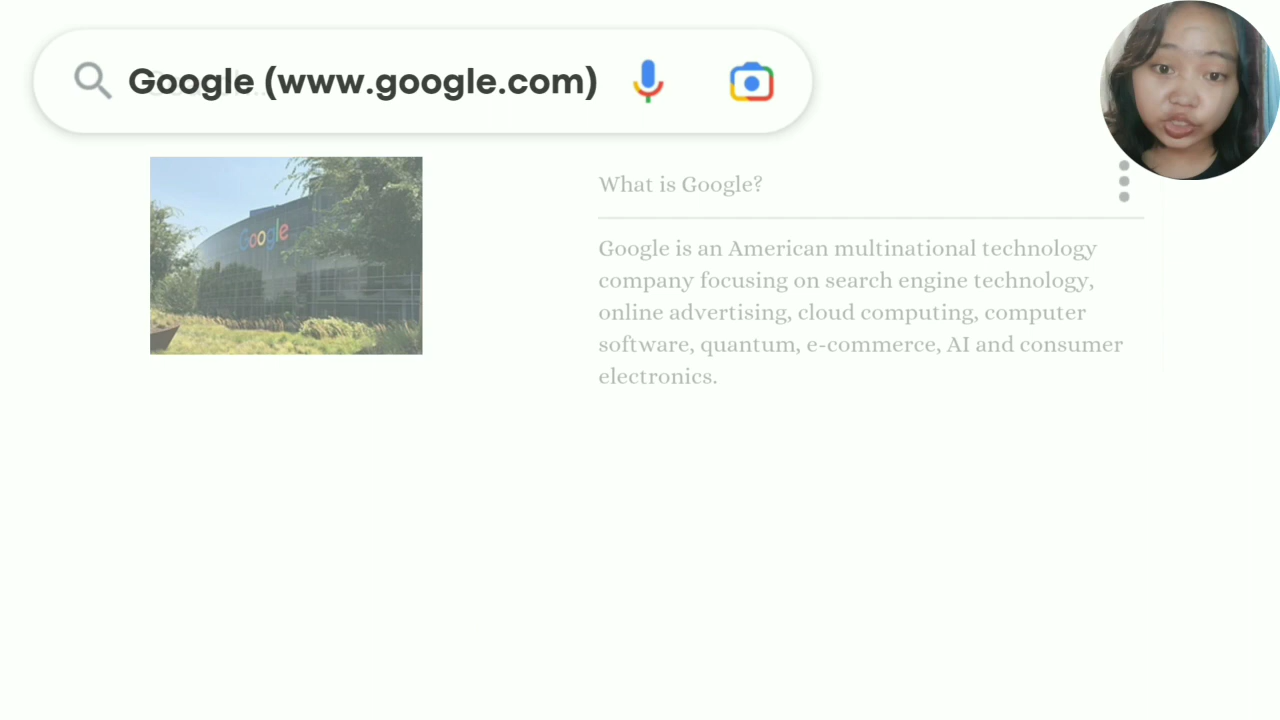 Google (www.google.com)
Google
What is Google?
Google is an American multinational technology
company focusing on search engine technology,
online advertising, cloud computing, computer
software, quantum, e-commerce, AI and consumer
electronics.